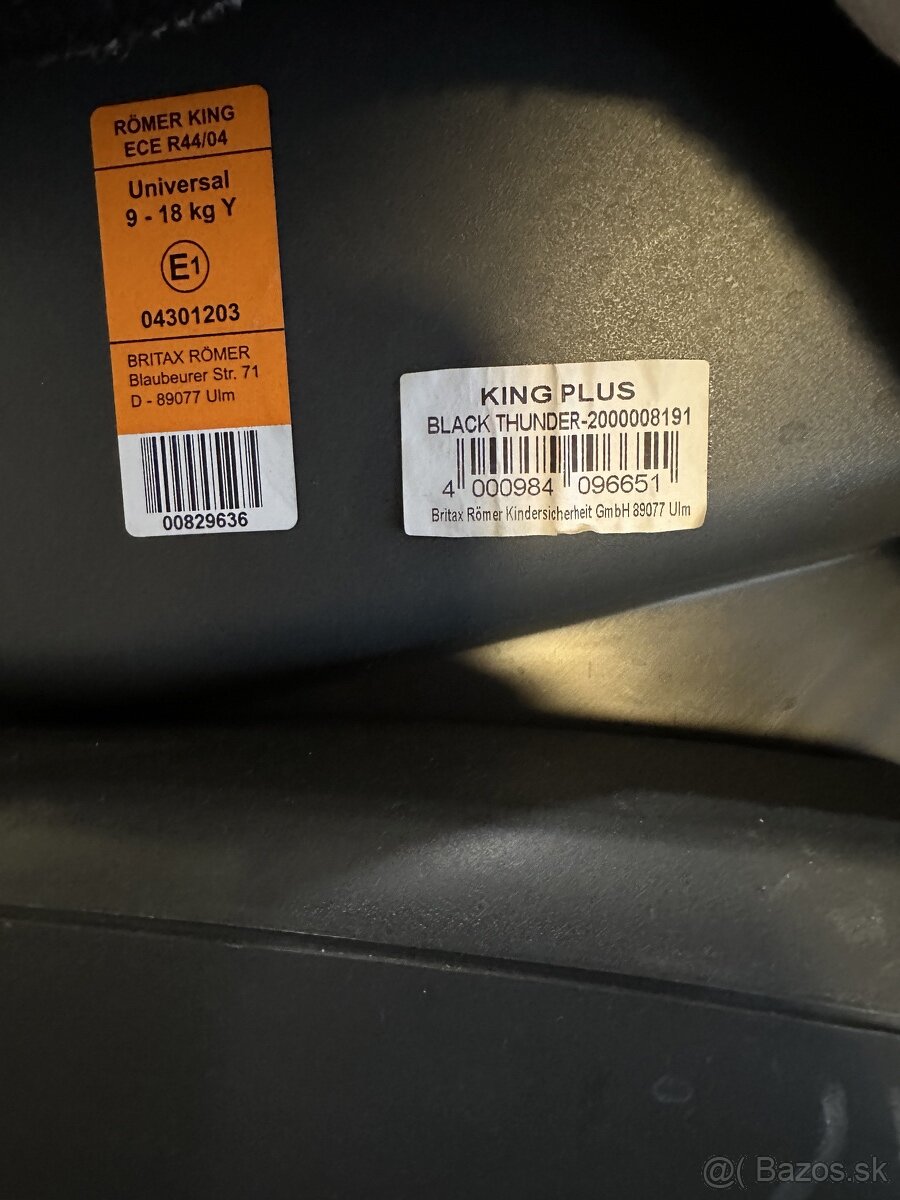 RÖMER KING
ECE R44/04
Universal
9 - 18 kg Y
E1
04301203
BRITAX RÖMER
Blaubeurer Str. 71
D - 89077 Ulm
00829636
KING PLUS
BLACK THUNDER-2000008191
4 000984 096651
Britax Römer Kindersicherheit GmbH 89077 Ulm
@( Bazos.sk